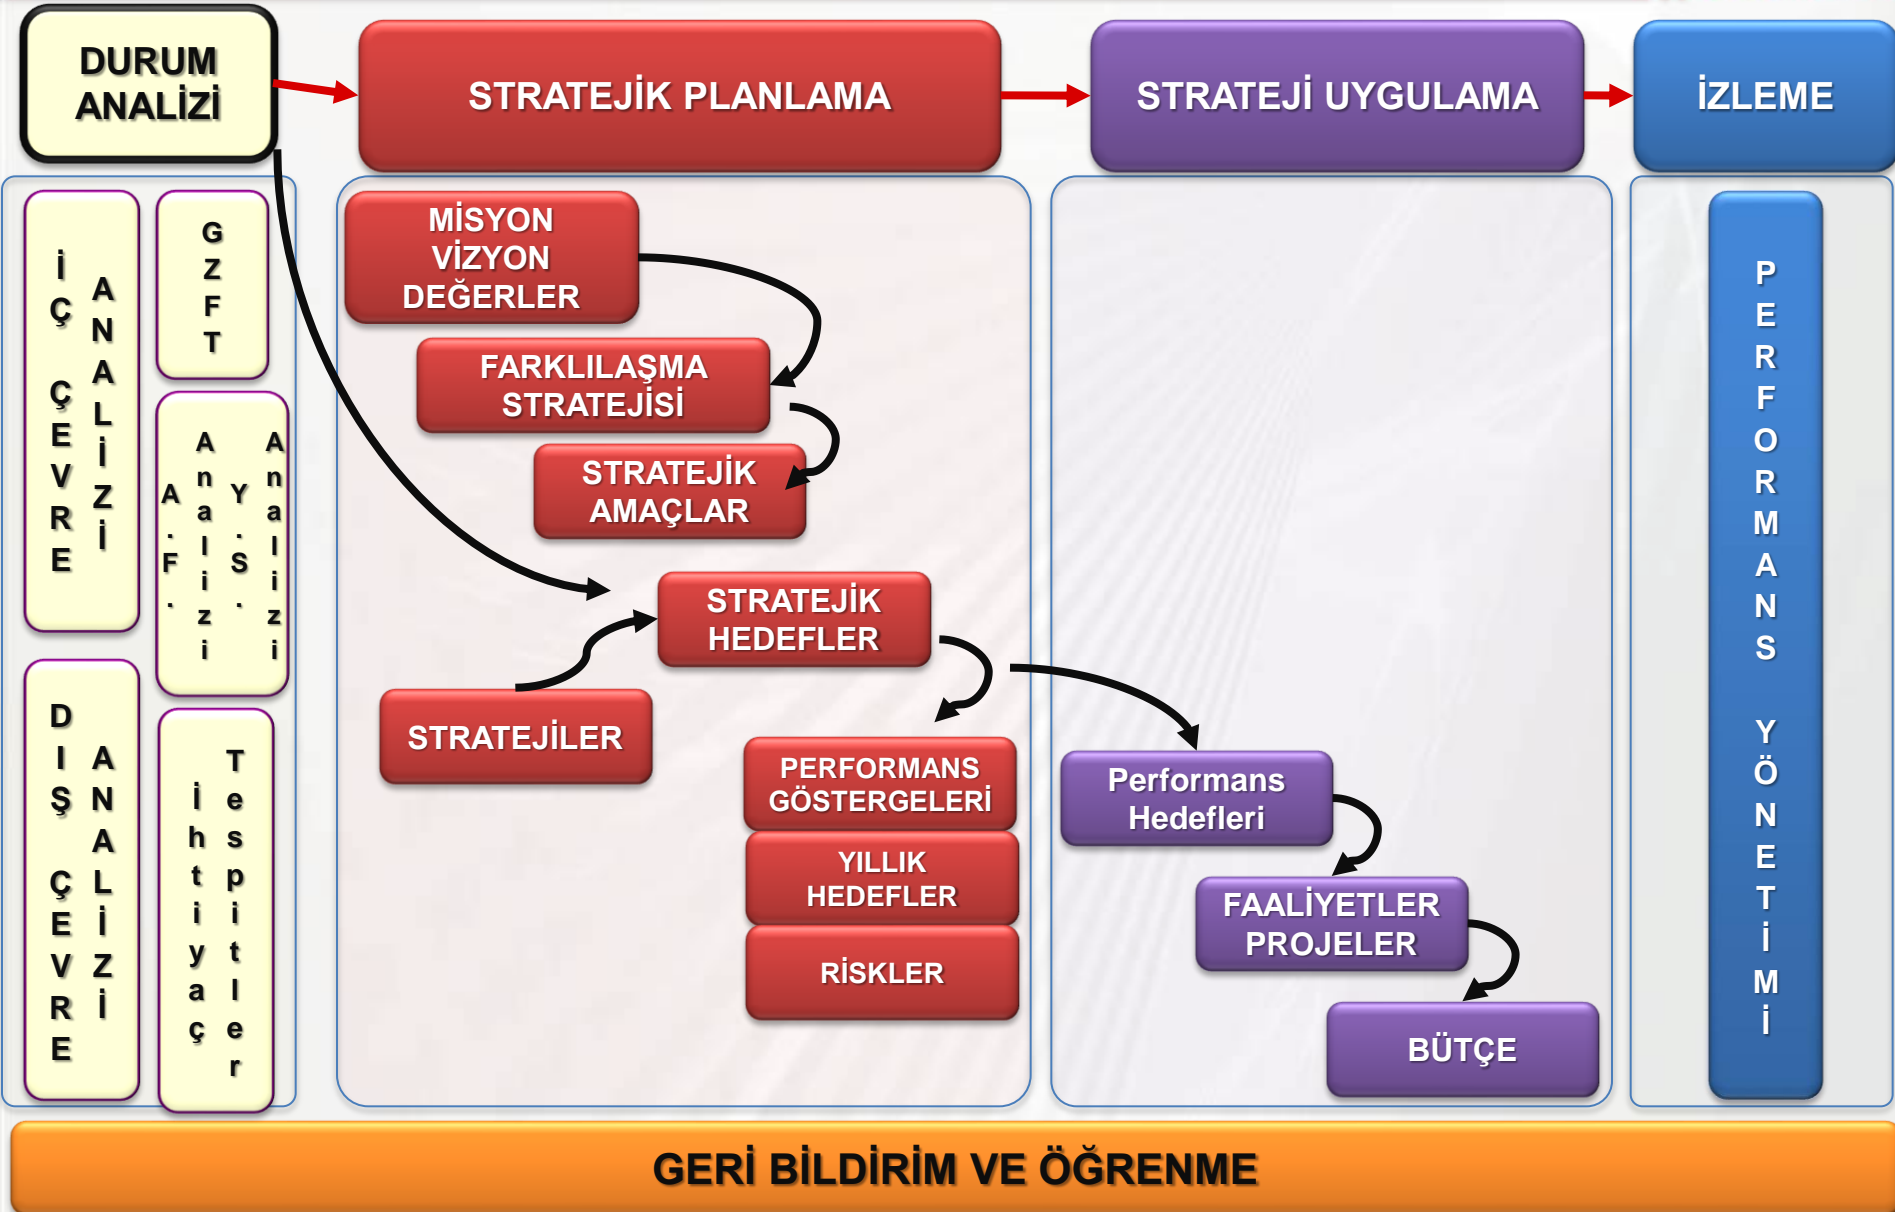 DURUM
ANALİZİ
STRATEJİK PLANLAMA
STRATEJİ UYGULAMA
İZLEME
İÇ ÇEVRE
ANALİZİ
GZFT
A.F.
Analizi
Y.S.
Analizi
DIŞ ÇEVRE
ANALİZİ
İhtiyaç
Tespitler
MİSYON
VİZYON
DEĞERLER
FARKLILAŞMA
STRATEJİSİ
STRATEJİK
AMAÇLAR
STRATEJİK
HEDEFLER
STRATEJİLER
PERFORMANS
GÖSTERGELERİ
YILLIK
HEDEFLER
RİSKLER
Performans
Hedefleri
FAALİYETLER
PROJELER
BÜTÇE
PERFORMANS YÖNETİMİ
GERİ BİLDİRİM VE ÖĞRENME